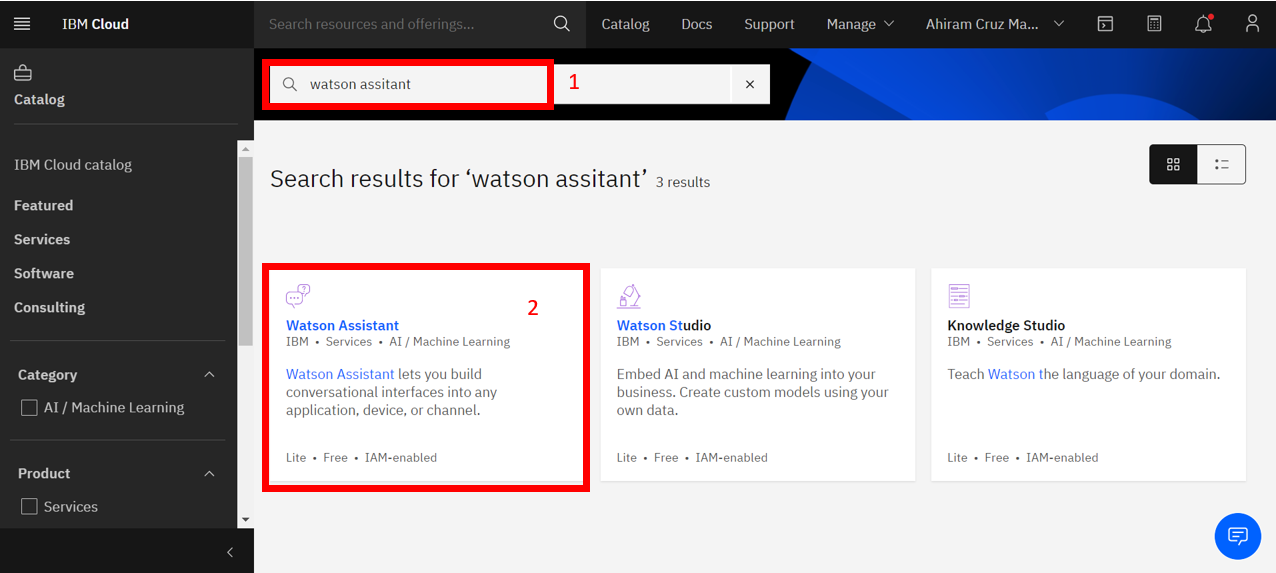 IBM Cloud
Search resources and offerings...
Catalog
Docs
Support
Manage
Ahiram Cruz Ma...
Catalog
watson assitant
1
IBM Cloud catalog
Featured
Services
Software
Consulting
Category
AI / Machine Learning
Product
Services
Search results for ‘watson assitant’ 3 results
2
Watson Assistant
IBM • Services • AI / Machine Learning
Watson Assistant lets you build
conversational interfaces into any
application, device, or channel.
Lite • Free • IAM-enabled
Watson Studio
IBM • Services • AI / Machine Learning
Embed AI and machine learning into your
business. Create custom models using your
own data.
Lite • Free • IAM-enabled
Knowledge Studio
IBM • Services • AI / Machine Learning
Teach Watson the language of your domain.
Lite • Free • IAM-enabled